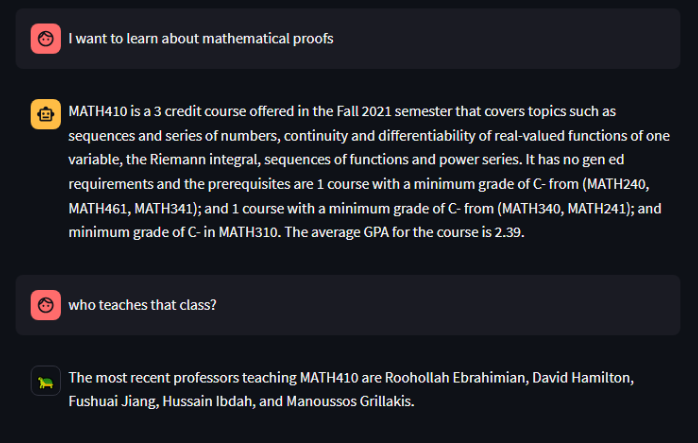 I want to learn about mathematical proofs
MATH410 is a 3 credit course offered in the Fall 2021 semester that covers topics such as
sequences and series of numbers, continuity and differentiability of real-valued functions of one
variable, the Riemann integral, sequences of functions and power series. It has no gen ed
requirements and the prerequisites are 1 course with a minimum grade of C- from (MATH240,
MATH461, MATH341); and 1 course with a minimum grade of C- from (MATH340, MATH241); and
minimum grade of C- in MATH310. The average GPA for the course is 2.39.
who teaches that class?
The most recent professors teaching MATH410 are Roohollah Ebrahimian, David Hamilton,
Fushuai Jiang, Hussain Ibdah, and Manoussos Grillakis.